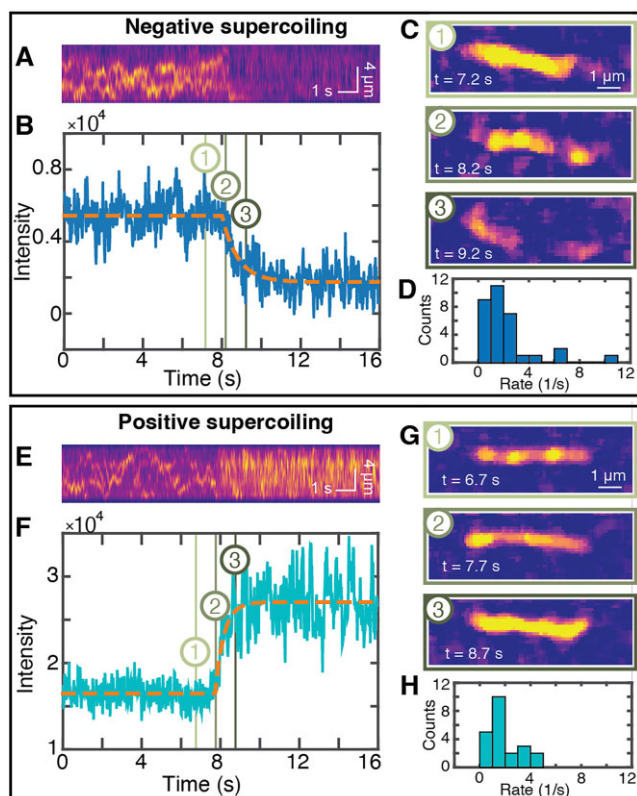 Negative supercoiling
A
1 s
4 µm
B
×10⁴
0.8
0.4
0
Intensity
1
2
3
0 4 8 12 16
Time (s)
C
1
t = 7.2 s
1 µm
2
t = 8.2 s
3
t = 9.2 s
D
12
8
4
0
Counts
0 4 8 12
Rate (1/s)
Positive supercoiling
E
1 s
4 µm
F
×10⁴
3
2
1
Intensity
1
2
3
0 4 8 12 16
Time (s)
G
1
t = 6.7 s
1 µm
2
t = 7.7 s
3
t = 8.7 s
H
12
8
4
0
Counts
0 4 8 12
Rate (1/s)